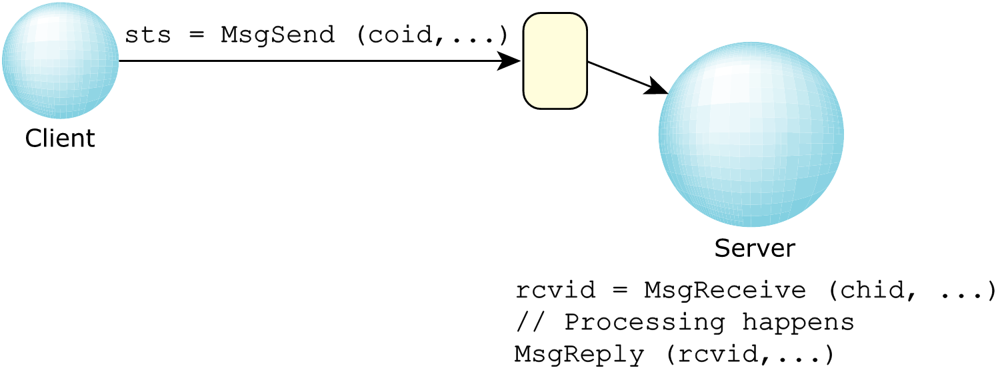 sts = MsgSend (coid,...)
Client
Server
rcvid = MsgReceive (chid, ...)
// Processing happens
MsgReply (rcvid,...)